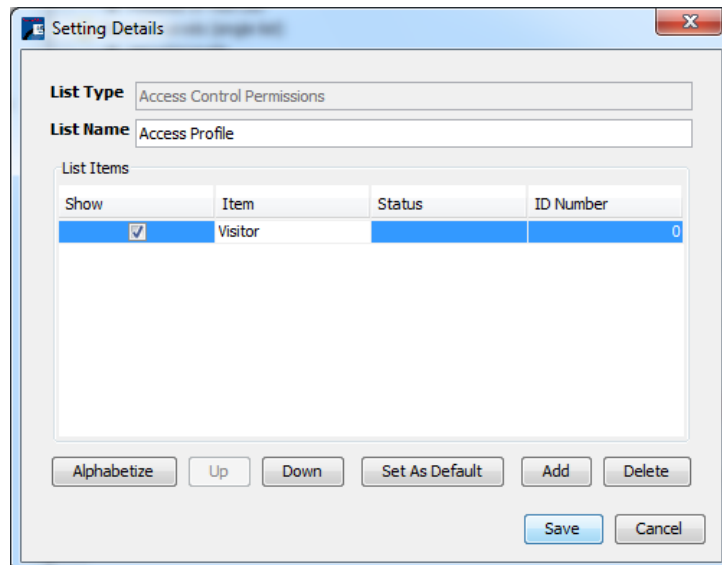 Setting Details
List Type Access Control Permissions
List Name Access Profile
List Items
Show Item Status ID Number
Visitor 0
Alphabetize Up Down Set As Default Add Delete
Save Cancel